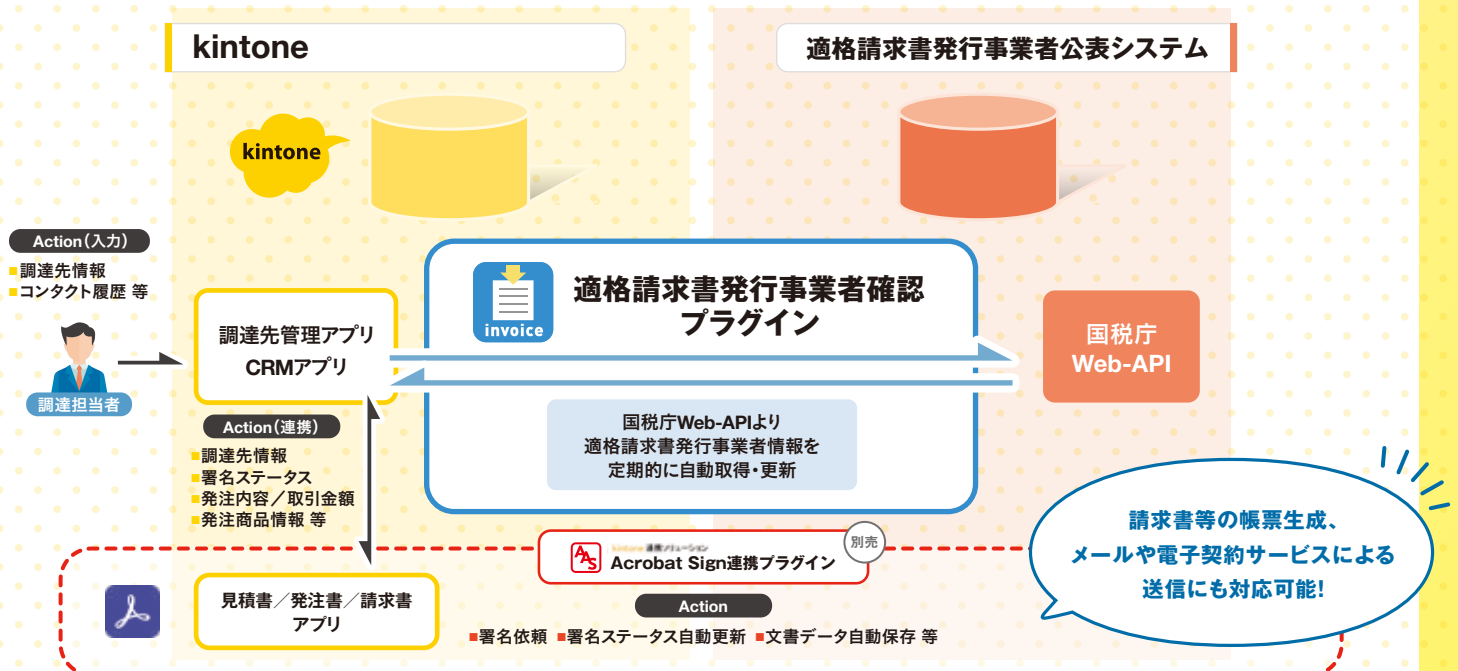 kintone
適格請求書発行事業者公表システム
kintone
Action(入力)
■調達先情報
■コンタクト履歴 等
調達担当者
調達先管理アプリ
CRMアプリ
invoice
適格請求書発行事業者確認
プラグイン
国税庁Web-APIより
適格請求書発行事業者情報を
定期的に自動取得・更新
国税庁
Web-API
Action(連携)
■調達先情報
■署名ステータス
■発注内容/取引金額
■発注商品情報 等
見積書/発注書/請求書
アプリ
AAS
kintone 連携ソリューション
Acrobat Sign連携プラグイン
別売
Action
■署名依頼 ■署名ステータス自動更新 ■文書データ自動保存 等
請求書等の帳票生成、
メールや電子契約サービスによる
送信にも対応可能!